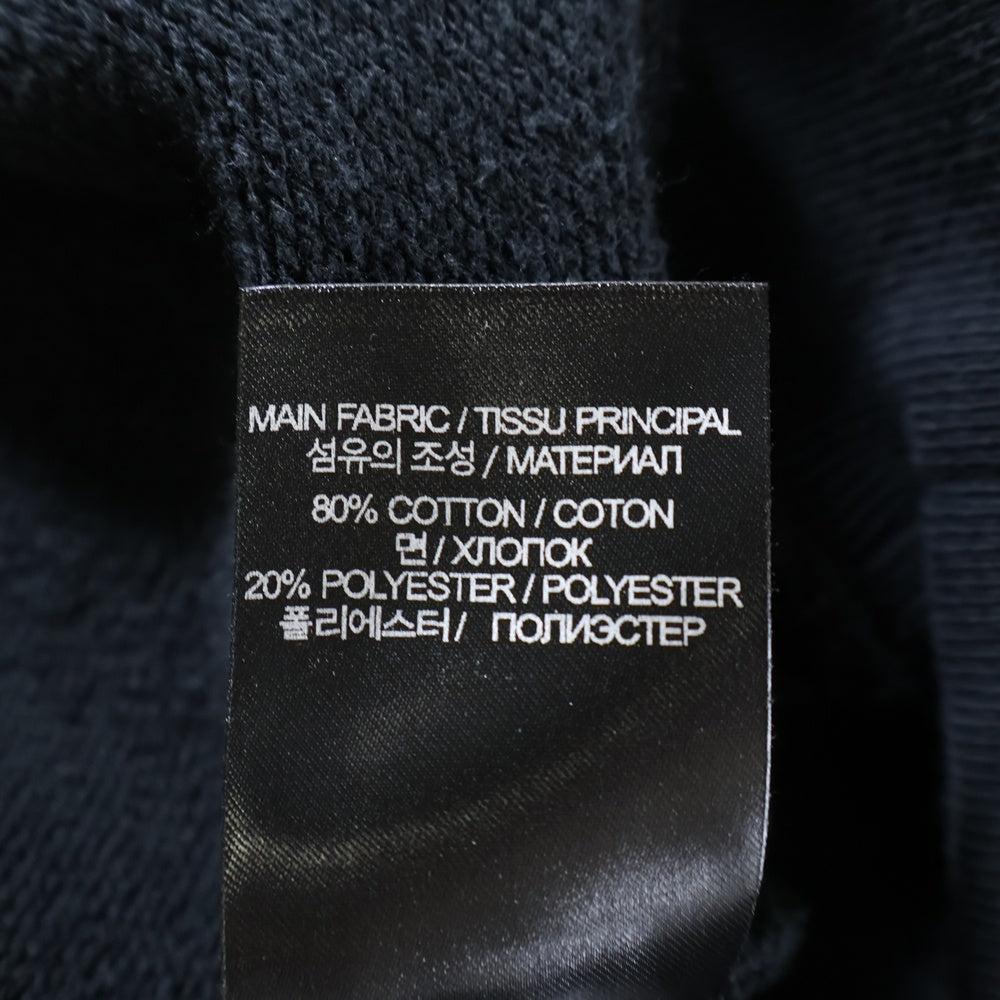 MAIN FABRIC / TISSU PRINCIPAL
섬유의 조성 / МАТЕРИАЛ
80% COTTON / COTON
면 / ХЛОПОК
20% POLYESTER / POLYESTER
폴리에스터 / ПОЛИЭСТЕР